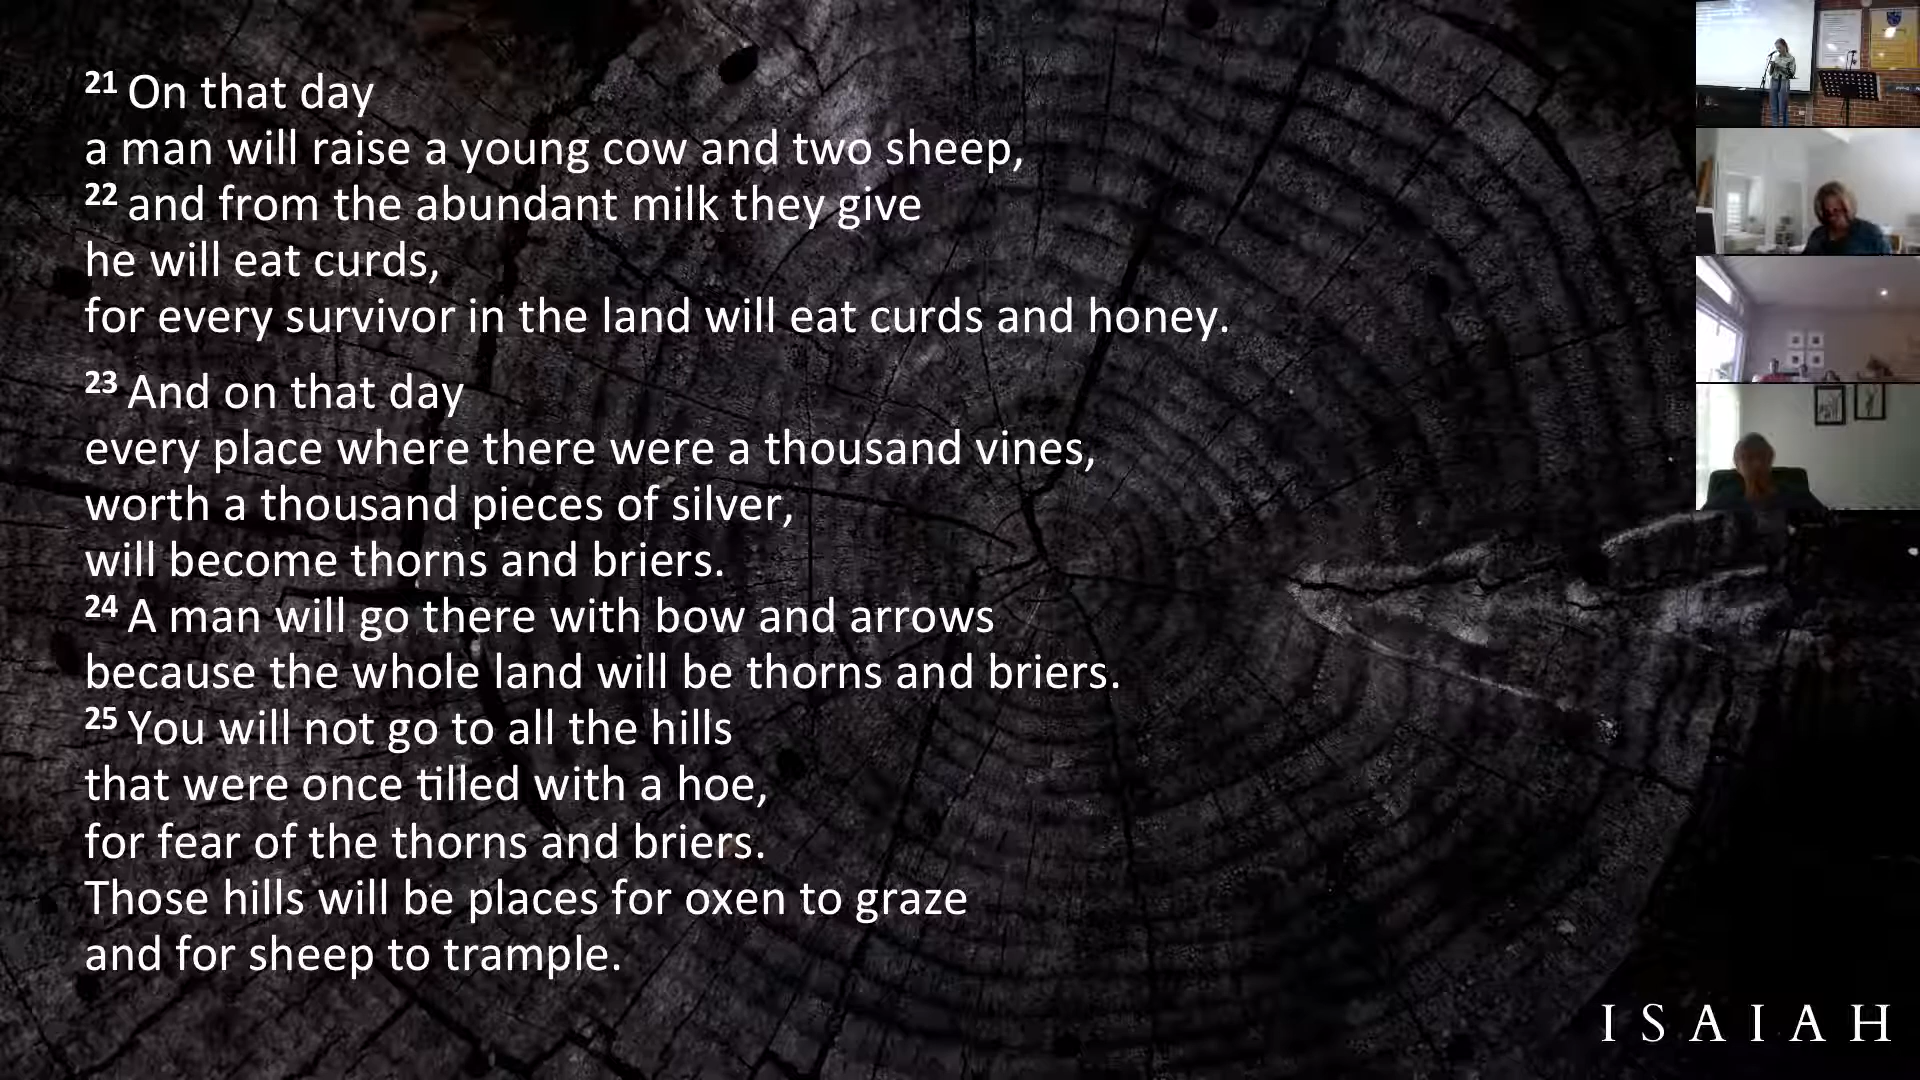 21 On that day
a man will raise a young cow and two sheep,
22 and from the abundant milk they give
he will eat curds,
for every survivor in the land will eat curds and honey.
23 And on that day
every place where there were a thousand vines,
worth a thousand pieces of silver,
will become thorns and briers.
24 A man will go there with bow and arrows
because the whole land will be thorns and briers.
25 You will not go to all the hills
that were once tilled with a hoe,
for fear of the thorns and briers.
Those hills will be places for oxen to graze
and for sheep to trample.
ISAIAH